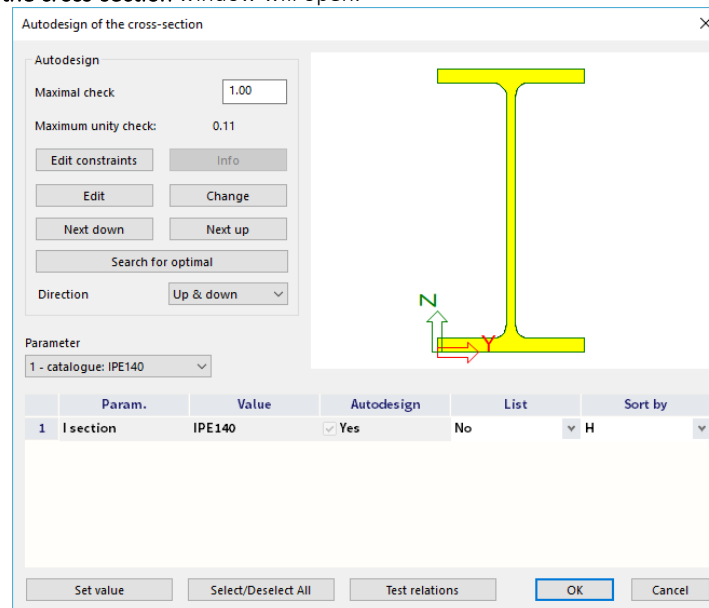 the cross-section window will open.
Autodesign of the cross-section
Autodesign
Maximal check 1.00
Maximum unity check: 0.11
Edit constraints Info
Edit Change
Next down Next up
Search for optimal
Direction Up & down
N
Y
Parameter
1 - catalogue: IPE140
Param. Value Autodesign List Sort by
1 I section IPE140 Yes No H
Set value Select/Deselect All Test relations OK Cancel